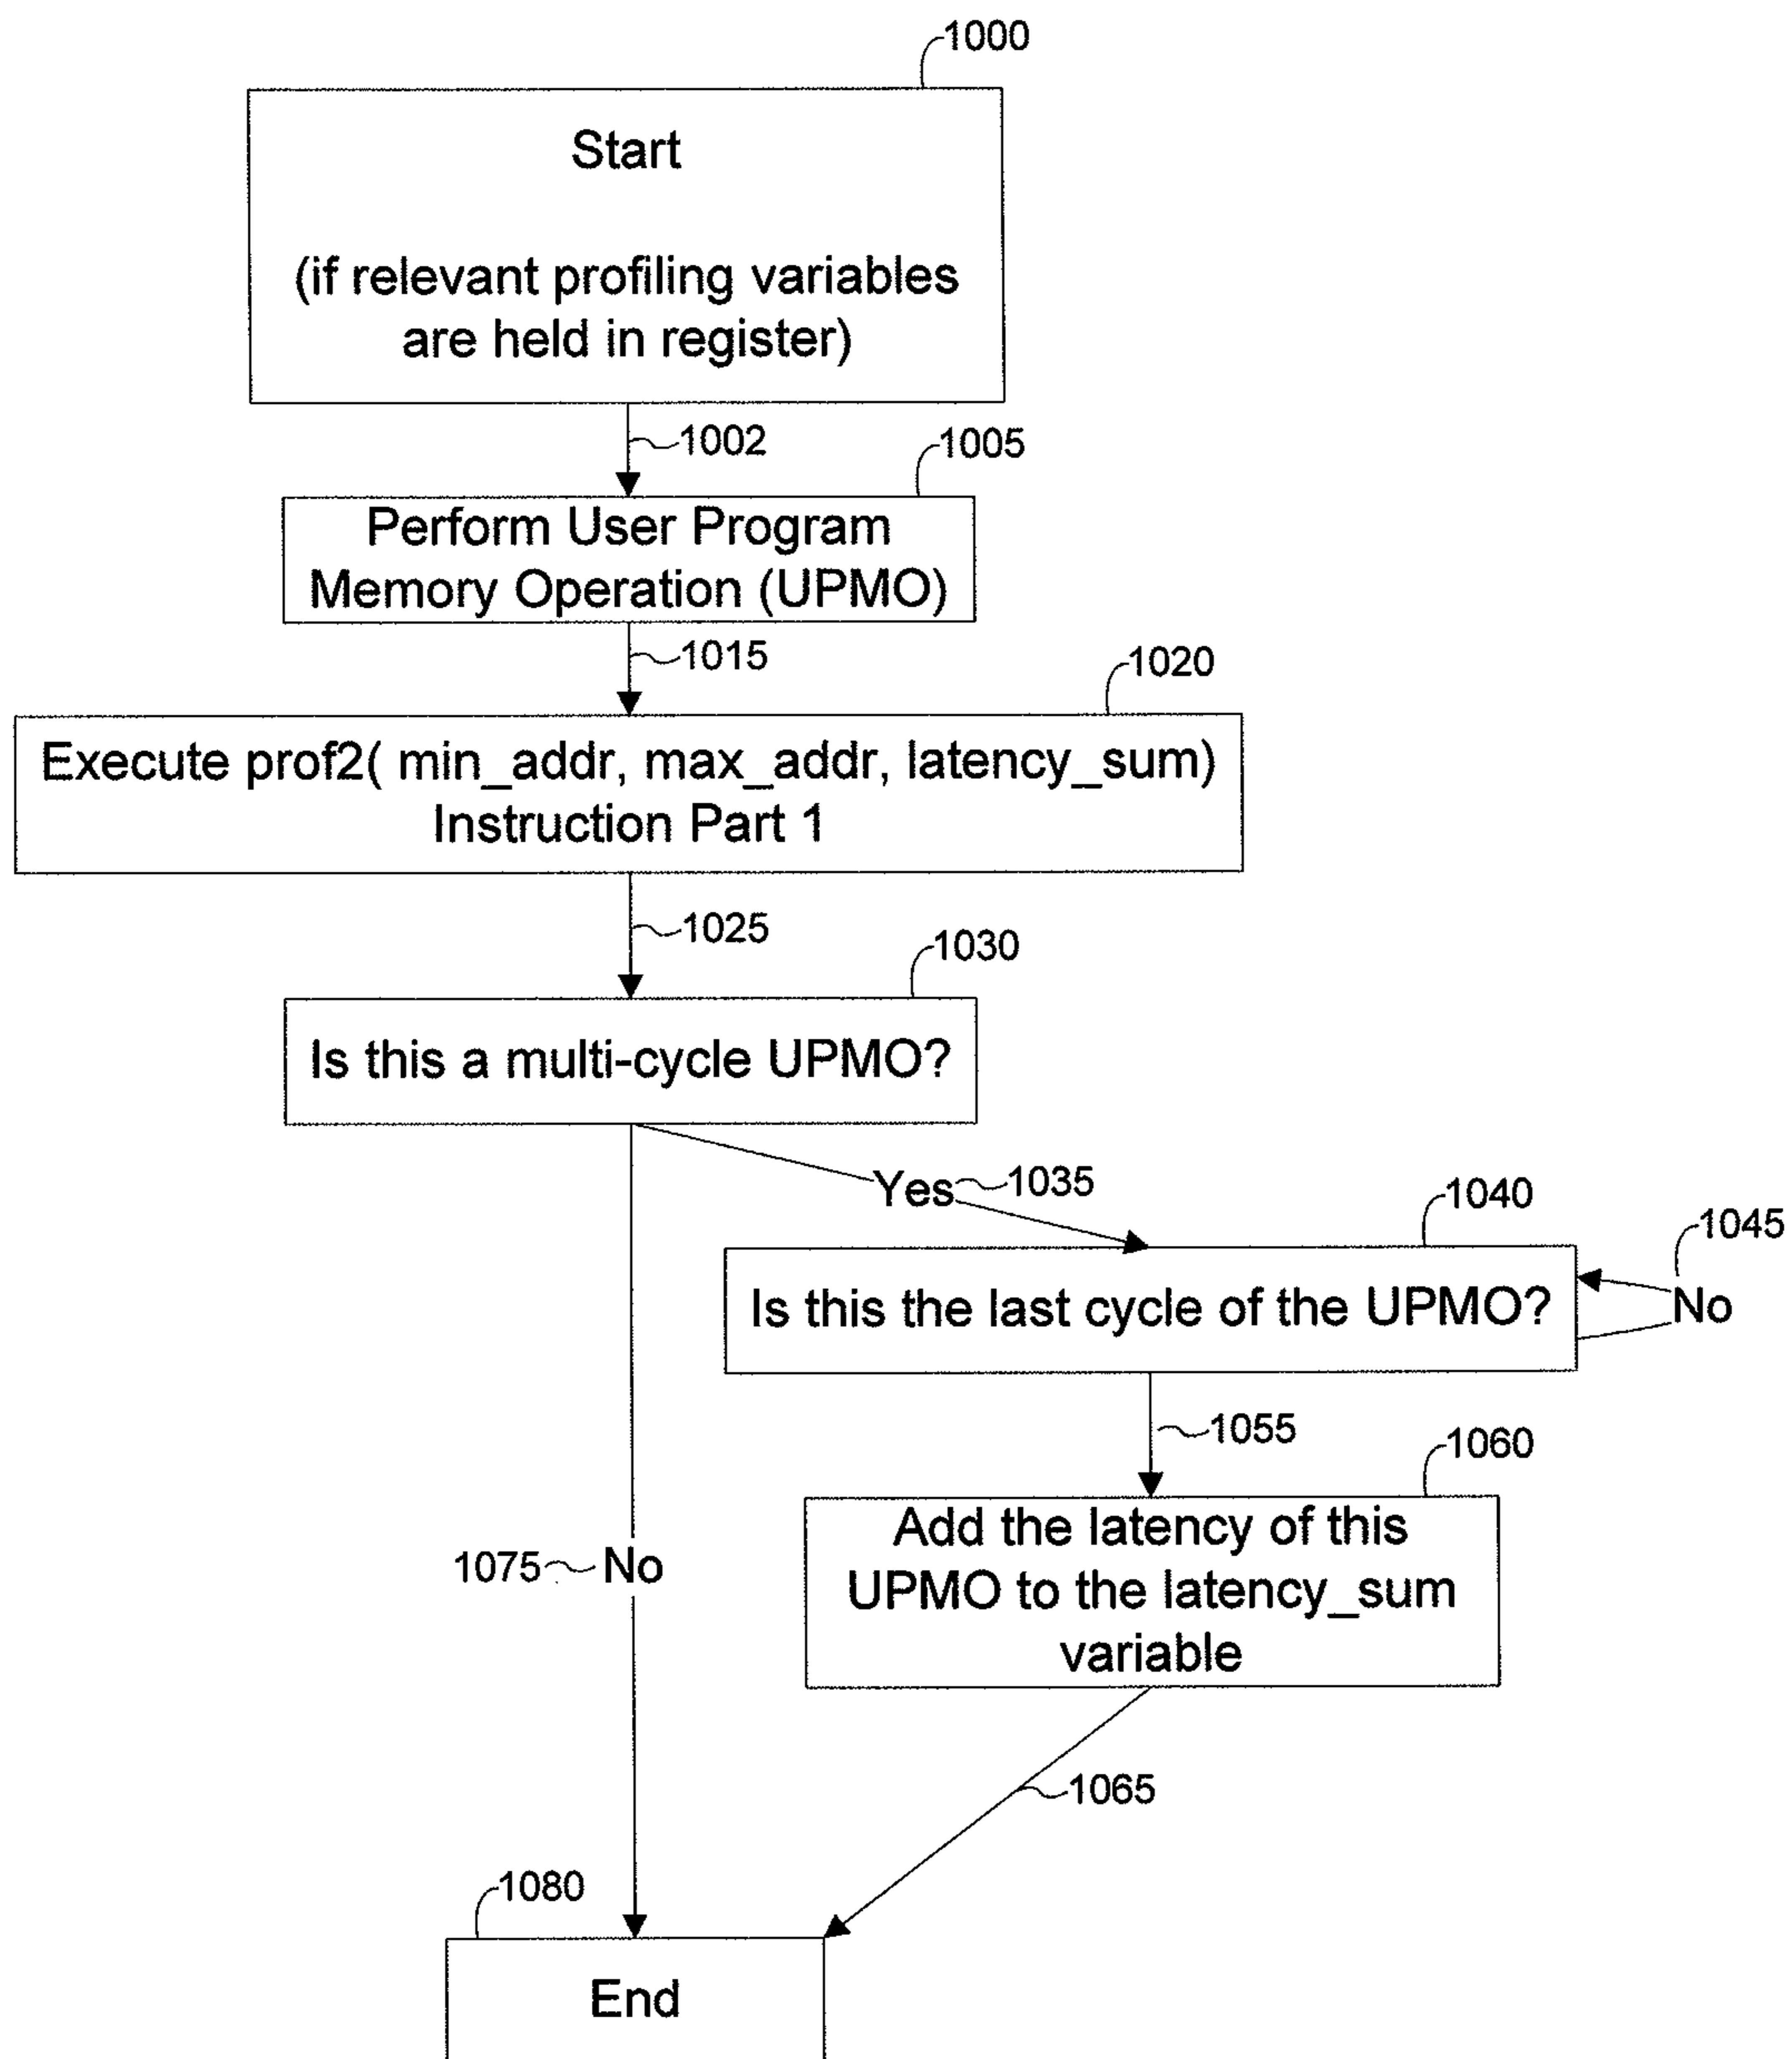 1000
Start
(if relevant profiling variables
are held in register)
1002
1005
Perform User Program
Memory Operation (UPMO)
1015
1020
Execute prof2( min_addr, max_addr, latency_sum)
Instruction Part 1
1025
1030
Is this a multi-cycle UPMO?
Yes
1035
1040
1045
Is this the last cycle of the UPMO?
No
1055
1060
Add the latency of this
UPMO to the latency_sum
variable
1075
No
1065
1080
End